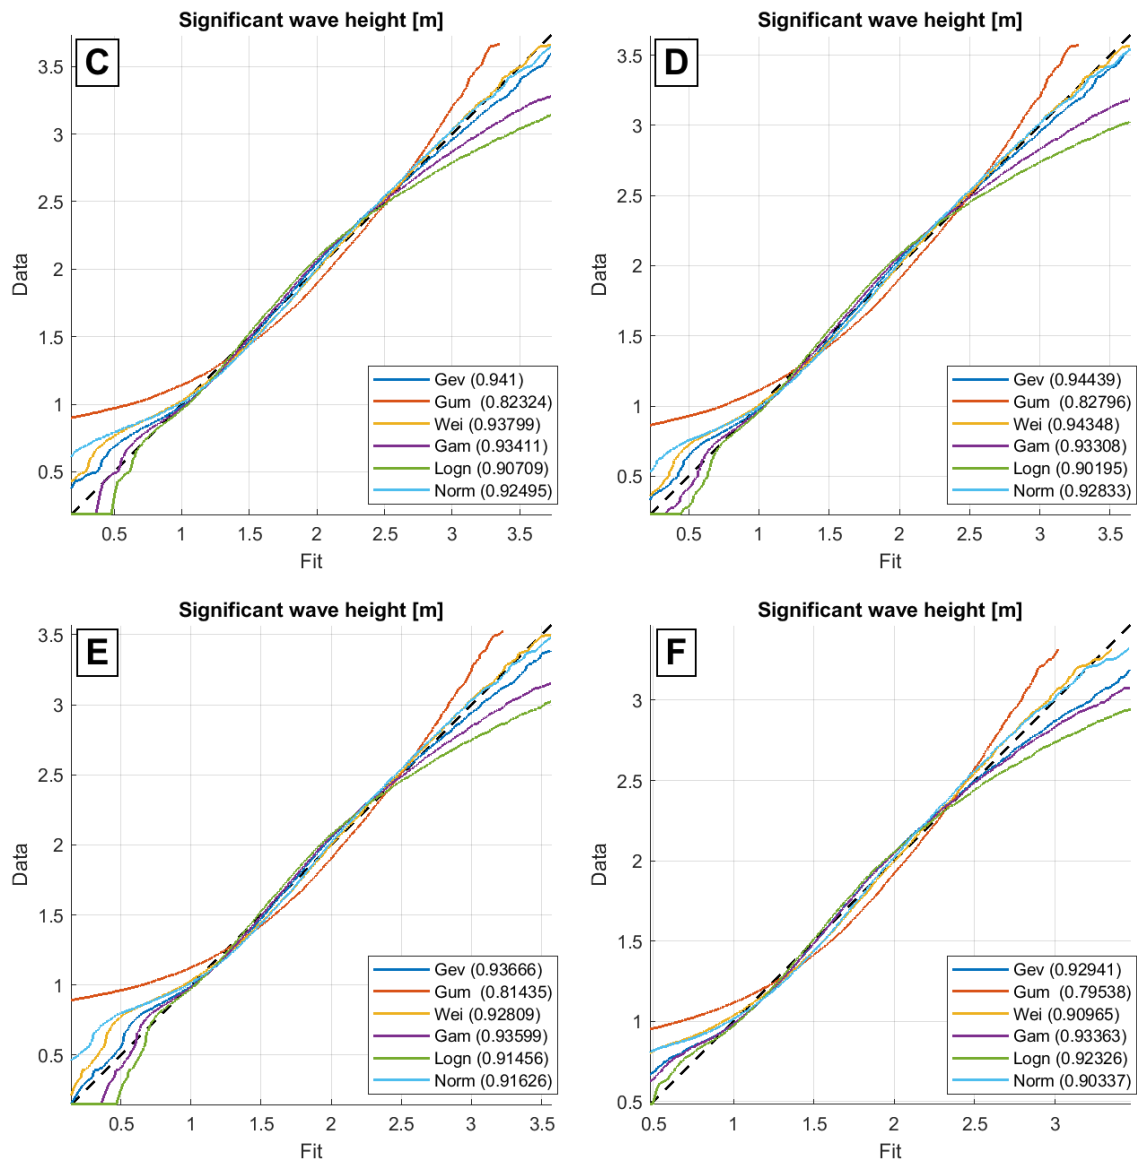 Significant wave height [m]
C
3.5
3
2.5
2
1.5
1
0.5
Data
0.5
1
1.5
2
2.5
3
3.5
Fit
Gev (0.941)
Gum (0.82324)
Wei (0.93799)
Gam (0.93411)
Logn (0.90709)
Norm (0.92495)
Significant wave height [m]
D
3.5
3
2.5
2
1.5
1
0.5
Data
0.5
1
1.5
2
2.5
3
3.5
Fit
Gev (0.94439)
Gum (0.82796)
Wei (0.94348)
Gam (0.93308)
Logn (0.90195)
Norm (0.92833)
Significant wave height [m]
E
3.5
3
2.5
2
1.5
1
0.5
Data
0.5
1
1.5
2
2.5
3
3.5
Fit
Gev (0.93666)
Gum (0.81435)
Wei (0.92809)
Gam (0.93599)
Logn (0.91456)
Norm (0.91626)
Significant wave height [m]
F
3
2.5
2
1.5
1
0.5
Data
0.5
1
1.5
2
2.5
3
Fit
Gev (0.92941)
Gum (0.79538)
Wei (0.90965)
Gam (0.93363)
Logn (0.92326)
Norm (0.90337)